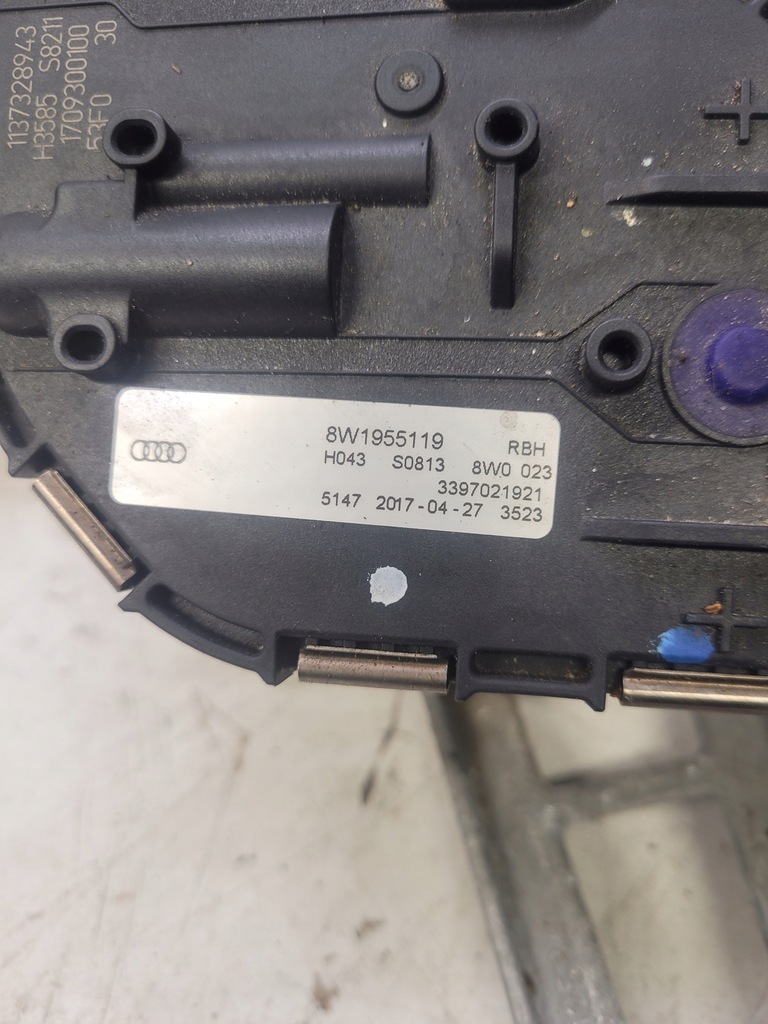 1137328943
H3585 S8211
1709300100
53F0 30
8W1955119 RBH
H043 S0813 8W0 023
3397021921
5147 2017-04-27 3523